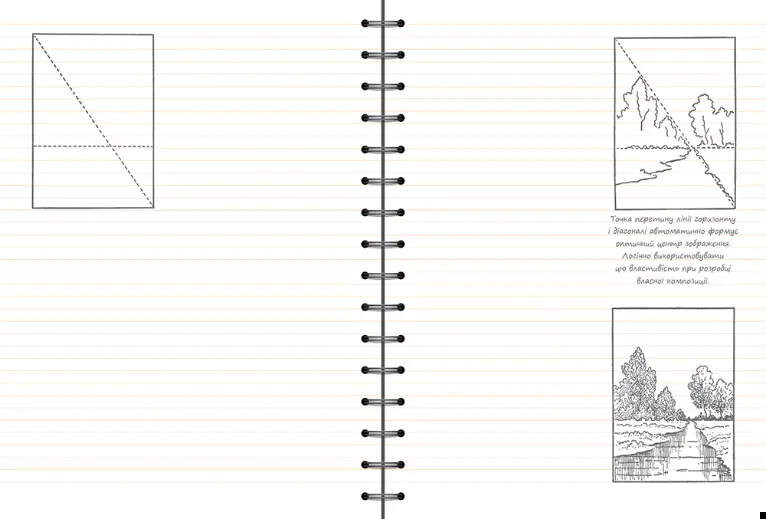 Точка перетину лінії горизонту
і діагоналі автоматично формує
оптичний центр зображення.
Логічно використовувати
цю властивість при розробці
власної композиції.